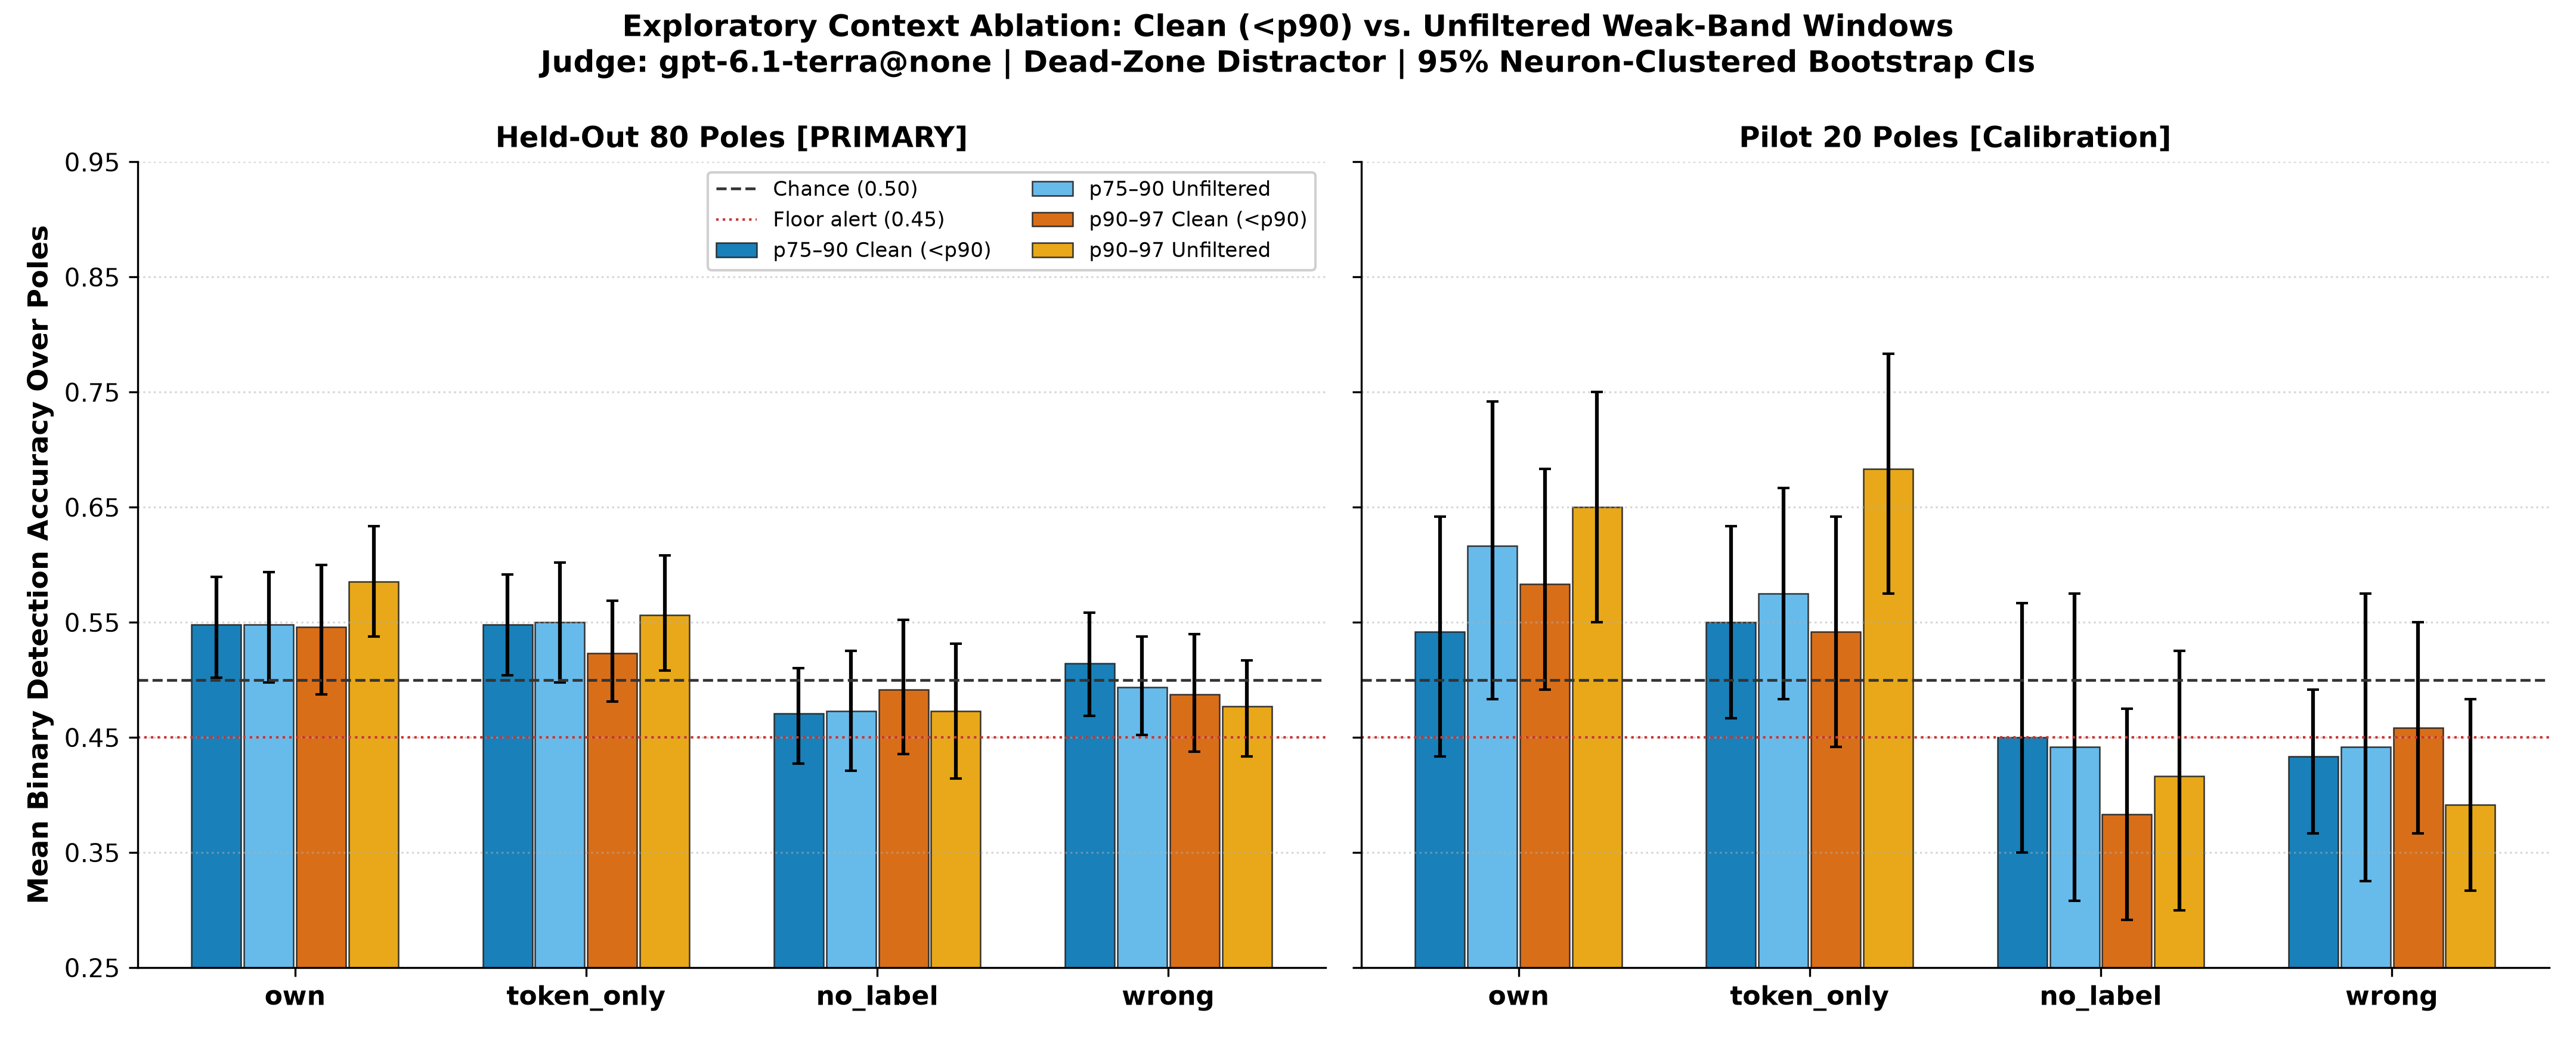 Exploratory Context Ablation: Clean (<p90) vs. Unfiltered Weak-Band Windows
Judge: gpt-6.1-terra@none | Dead-Zone Distractor | 95% Neuron-Clustered Bootstrap CIs
Held-Out 80 Poles [PRIMARY]
Mean Binary Detection Accuracy Over Poles
0.95
0.85
0.75
0.65
0.55
0.45
0.35
0.25
Chance (0.50)
Floor alert (0.45)
p75–90 Clean (<p90)
p75–90 Unfiltered
p90–97 Clean (<p90)
p90–97 Unfiltered
own
token_only
no_label
wrong
Pilot 20 Poles [Calibration]
own
token_only
no_label
wrong